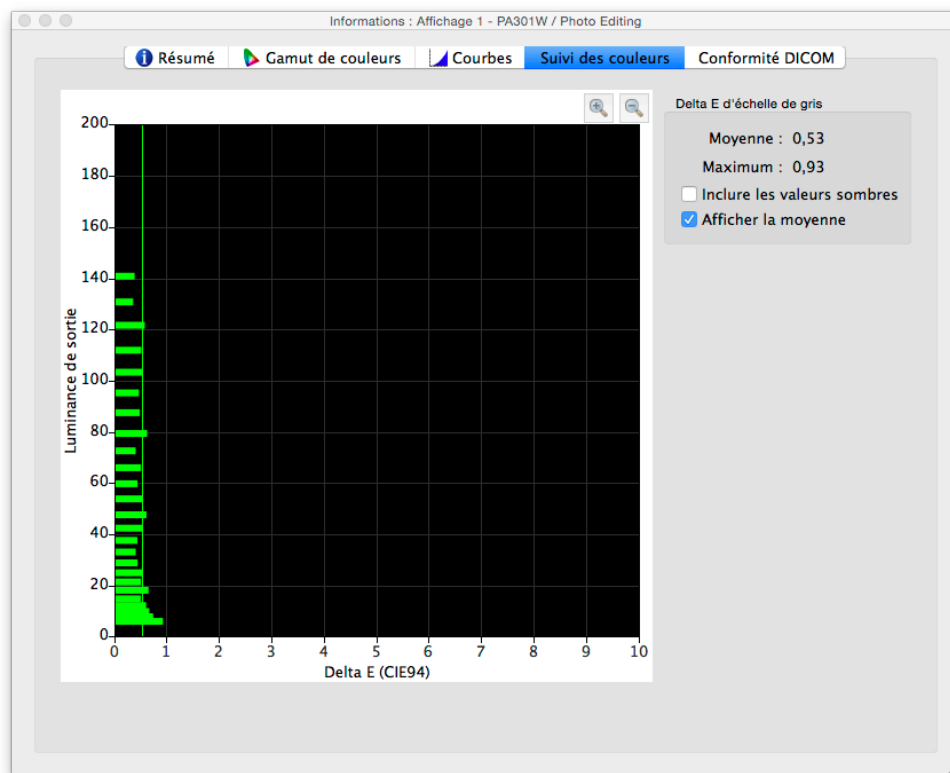 Informations : Affichage 1 - PA301W / Photo Editing
Résumé
Gamut de couleurs
Courbes
Suivi des couleurs
Conformité DICOM
Delta E d'échelle de gris
Moyenne : 0,53
Maximum : 0,93
Inclure les valeurs sombres
Afficher la moyenne
Luminance de sortie
200
180
160
140
120
100
80
60
40
20
0
0 1 2 3 4 5 6 7 8 9 10
Delta E (CIE94)